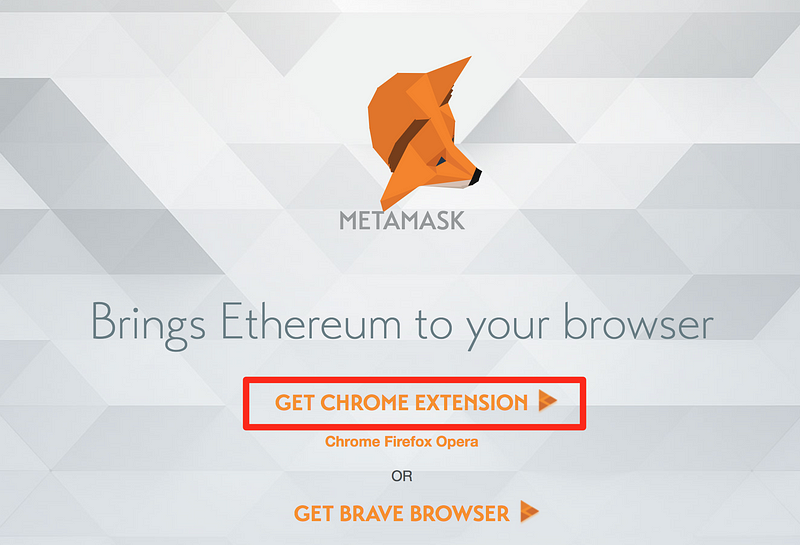 METAMASK
Brings Ethereum to your browser
GET CHROME EXTENSION
Chrome Firefox Opera
OR
GET BRAVE BROWSER